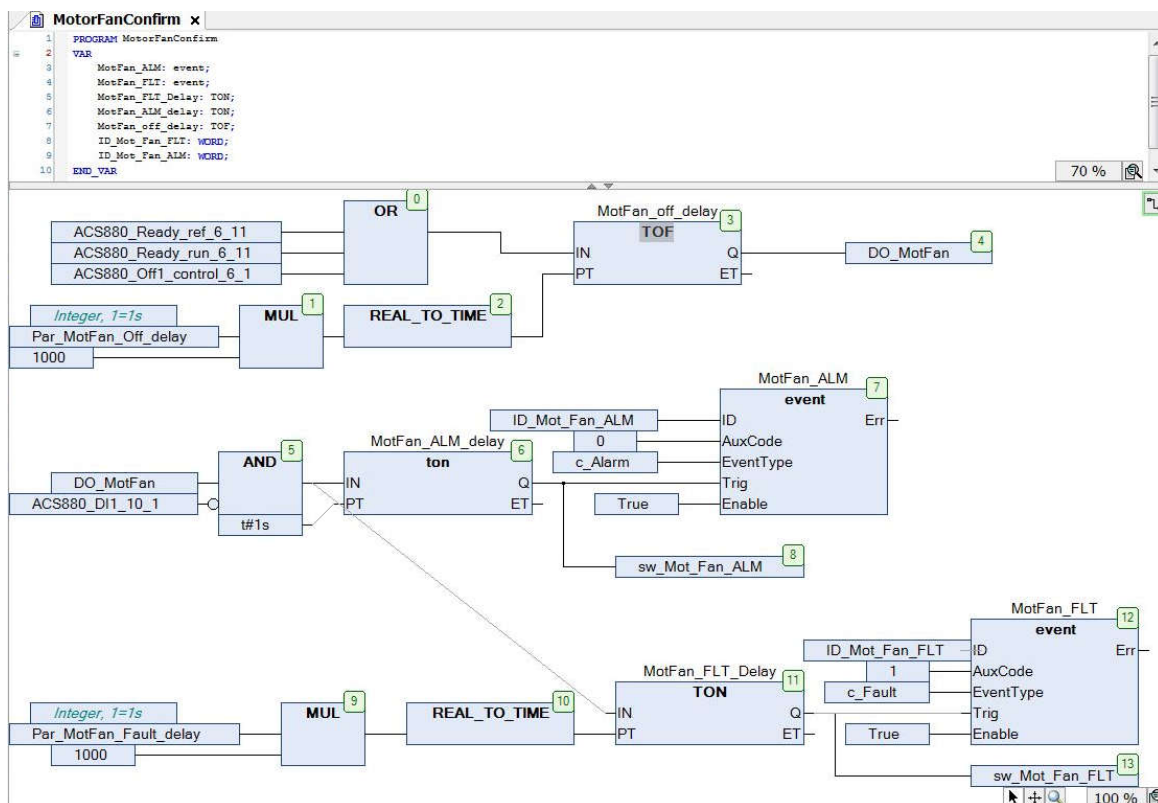 MotorFanConfirm ×
1 PROGRAM MotorFanConfirm
2 VAR
3 MotFan_ALM: event;
4 MotFan_FLT: event;
5 MotFan_FLT_Delay: TON;
6 MotFan_ALM_delay: TON;
7 MotFan_off_delay: TOF;
8 ID_Mot_Fan_FLT: WORD;
9 ID_Mot_Fan_ALM: WORD;
10 END_VAR
70 %
OR 0
ACS880_Ready_ref_6_11
ACS880_Ready_run_6_11
ACS880_Off1_control_6_1
MotFan_off_delay
TOF 3
IN Q
PT ET
DO_MotFan 4
Integer, 1=1s
Par_MotFan_Off_delay
1000
MUL 1
REAL_TO_TIME 2
MotFan_ALM
event 7
ID_Mot_Fan_ALM ID Err
0 AuxCode
c_Alarm EventType
Trig
True Enable
MotFan_ALM_delay
AND 5
ton 6
DO_MotFan IN Q
ACS880_DI1_10_1 PT ET
t#1s
sw_Mot_Fan_ALM 8
MotFan_FLT
event 12
ID_Mot_Fan_FLT ID Err
1 AuxCode
c_Fault EventType
Trig
True Enable
MotFan_FLT_Delay
TON 11
IN Q
PT ET
Integer, 1=1s
Par_MotFan_Fault_delay
1000
MUL 9
REAL_TO_TIME 10
sw_Mot_Fan_FLT 13
100 %